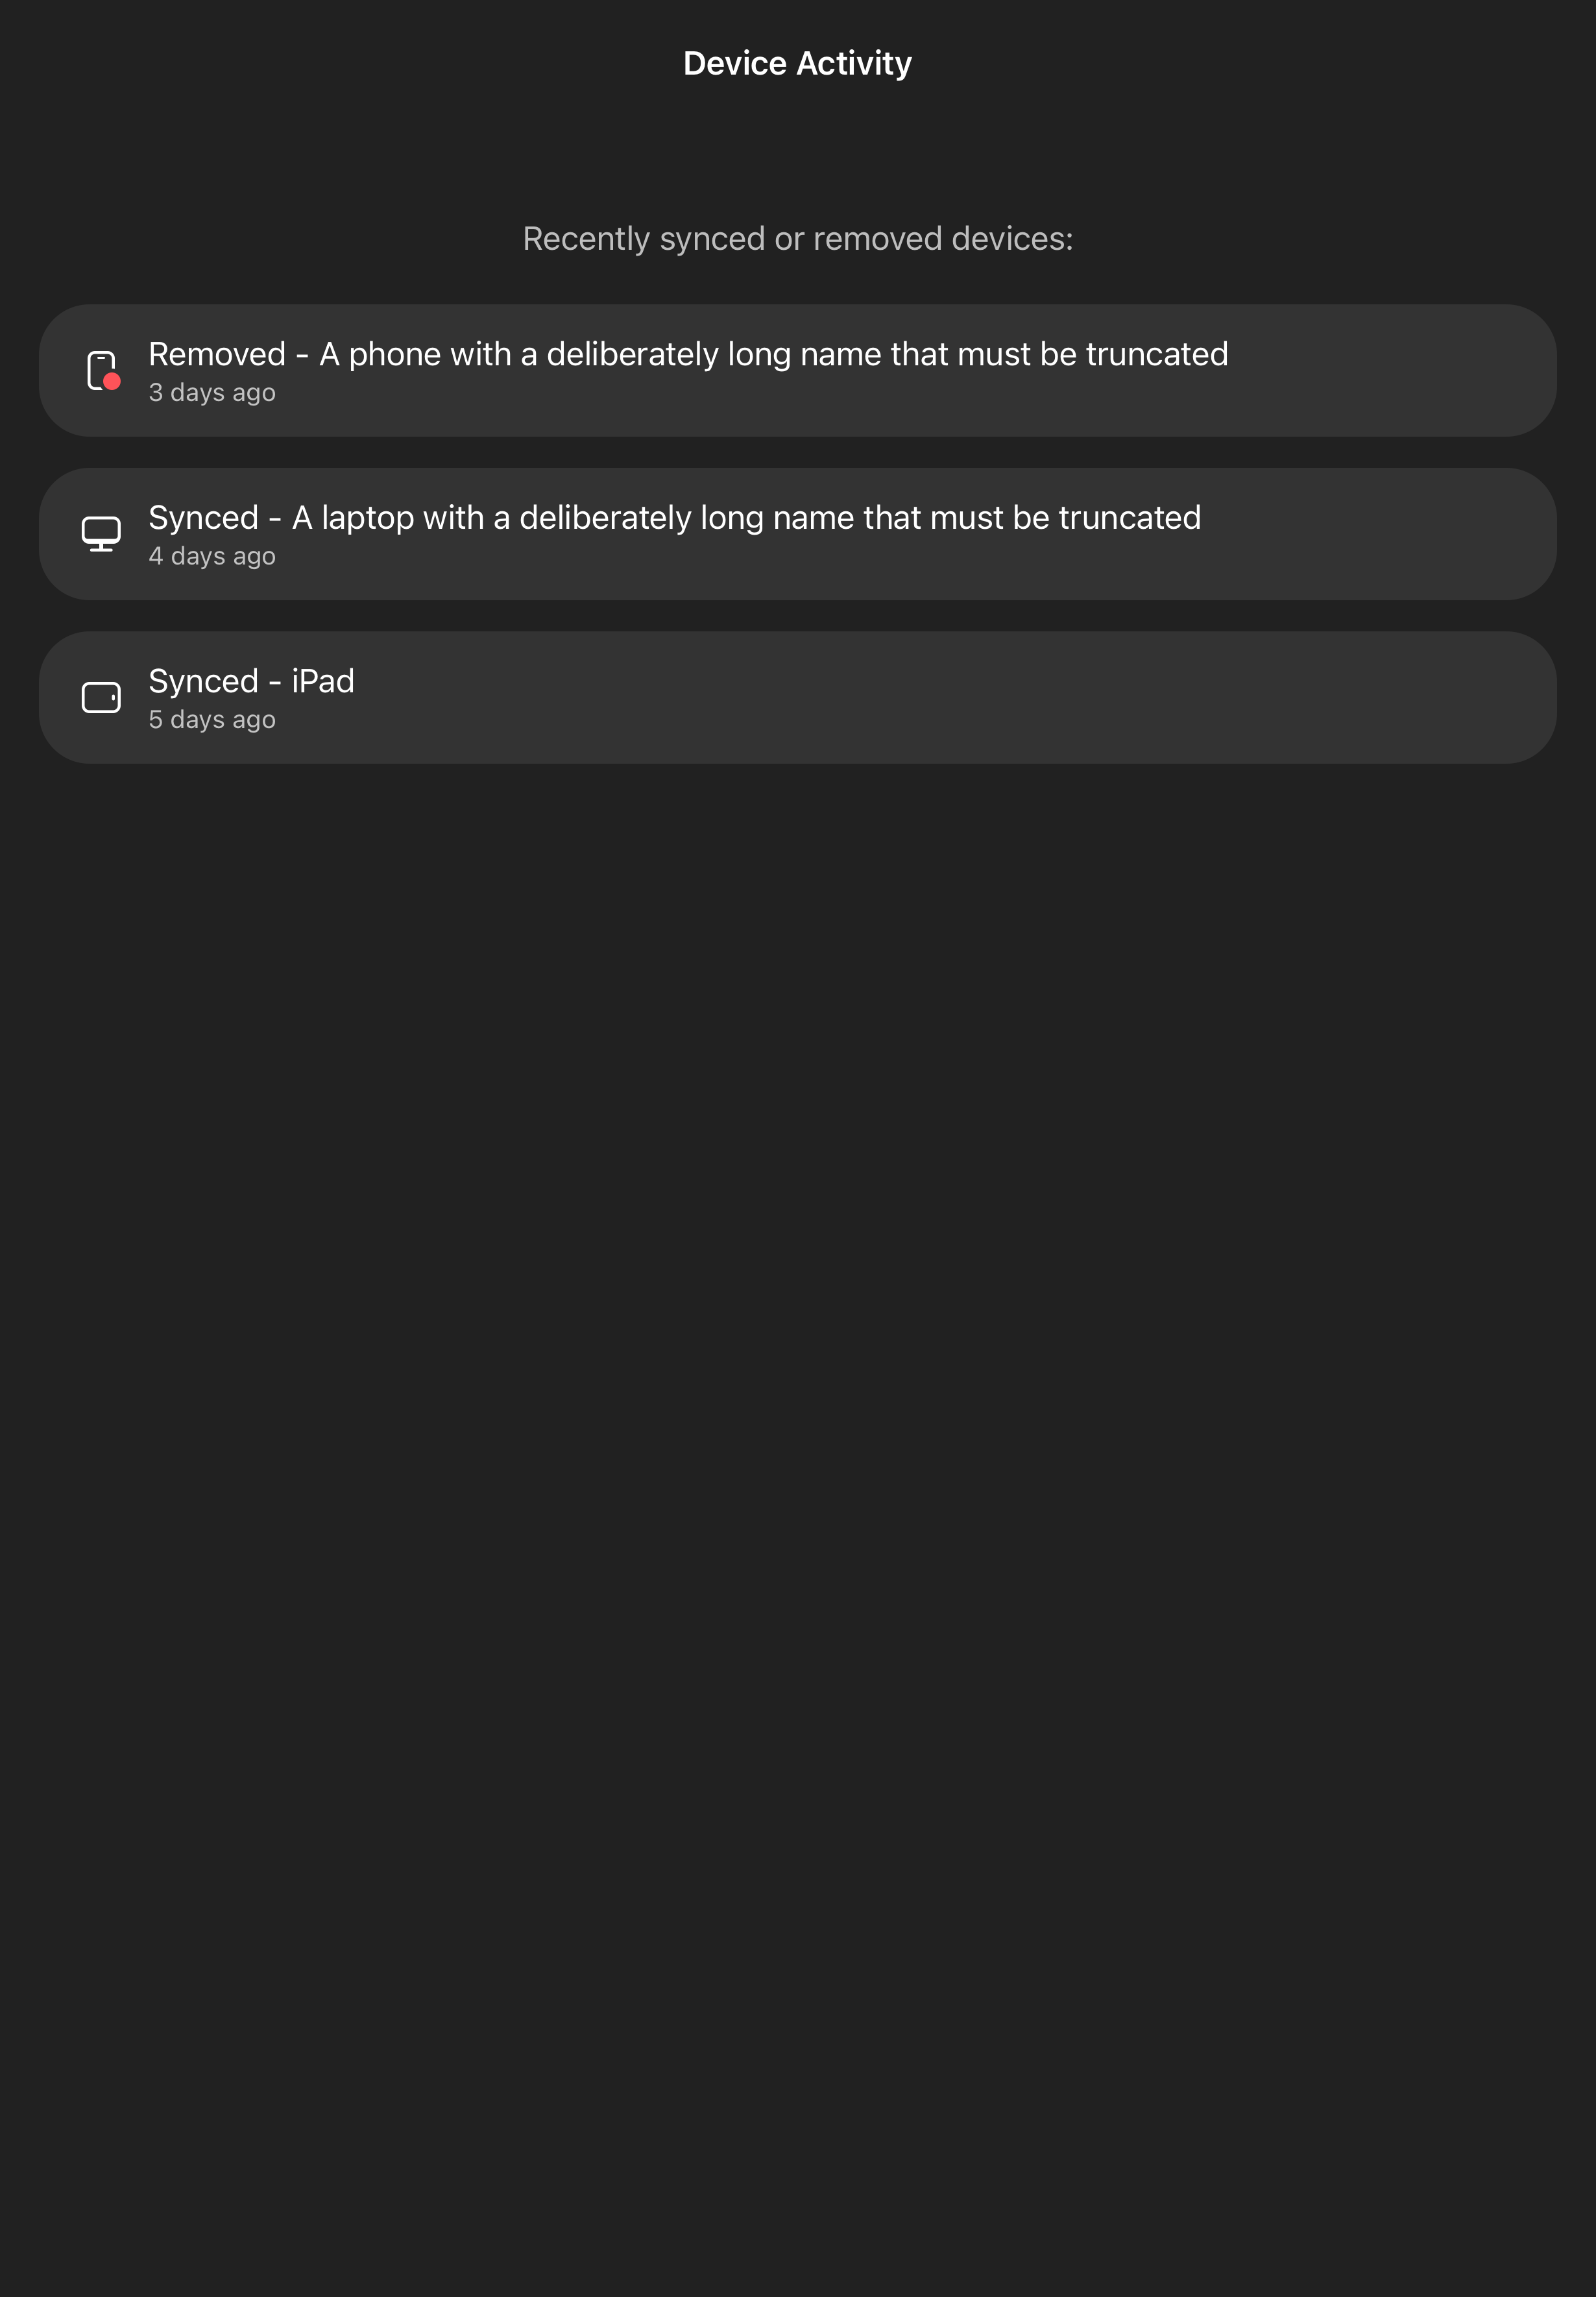 Device Activity
Recently synced or removed devices:
Removed - A phone with a deliberately long name that must be truncated
3 days ago
Synced - A laptop with a deliberately long name that must be truncated
4 days ago
Synced - iPad
5 days ago